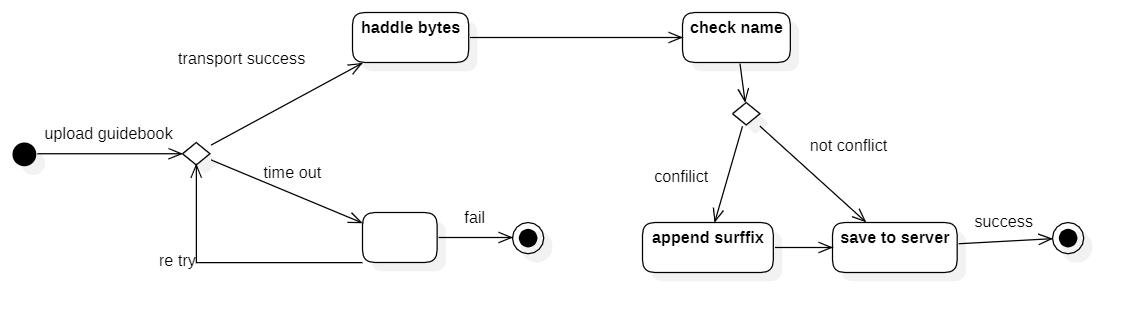 haddle bytes
check name
transport success
upload guidebook
not conflict
time out
confilict
fail
success
append surffix
save to server
re try